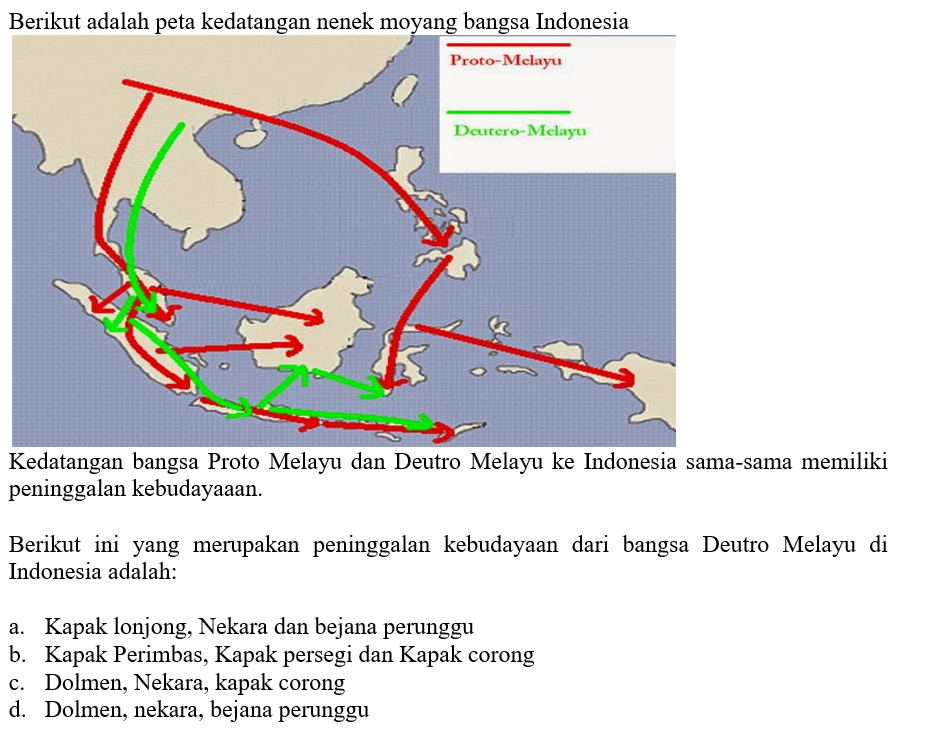 Berikut adalah peta kedatangan nenek moyang bangsa Indonesia
Proto-Melayu
Deutero-Melayu
Kedatangan bangsa Proto Melayu dan Deutro Melayu ke Indonesia sama-sama memiliki
peninggalan kebudayaaan.
Berikut ini yang merupakan peninggalan kebudayaan dari bangsa Deutro Melayu di
Indonesia adalah:
a. Kapak lonjong, Nekara dan bejana perunggu
b. Kapak Perimbas, Kapak persegi dan Kapak corong
c. Dolmen, Nekara, kapak corong
d. Dolmen, nekara, bejana perunggu